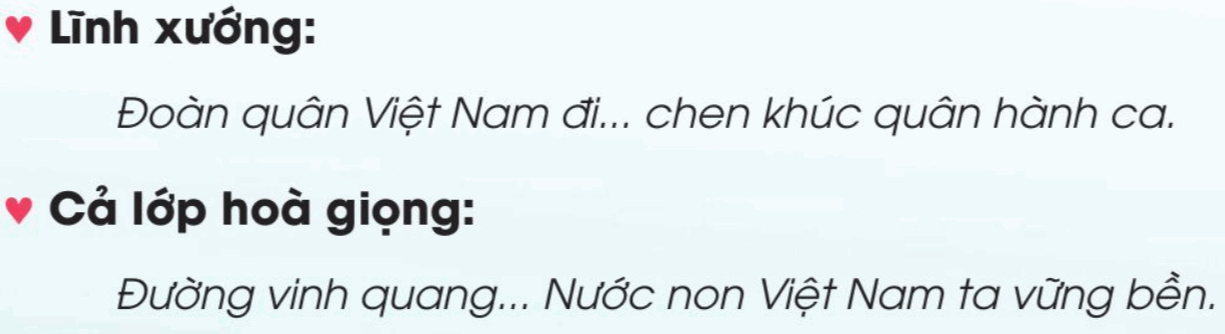 ♥ Lĩnh xướng:
Đoàn quân Việt Nam đi... chen khúc quân hành ca.
♥ Cả lớp hoà giọng:
Đường vinh quang... Nước non Việt Nam ta vững bền.